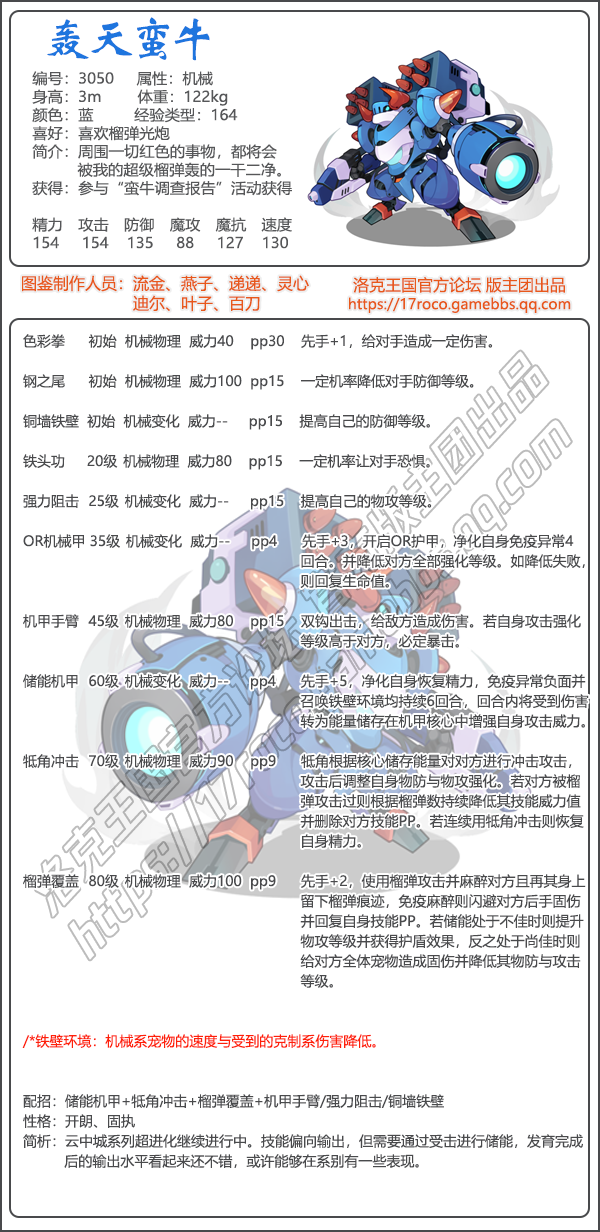 轰天蛮牛
编号：3050 属性：机械
身高：3m 体重：122kg
颜色：蓝 经验类型：164
喜好：喜欢榴弹光炮
简介：周围一切红色的事物，都将会
被我的超级榴弹轰的一干二净。
获得：参与“蛮牛调查报告”活动获得
精力 攻击 防御 魔攻 魔抗 速度
154 154 135 88 127 130
图鉴制作人员：流金、燕子、递递、灵心
迪尔、叶子、百刀
洛克王国官方论坛 版主团出品
https://17roco.gamebbs.qq.com
色彩拳 初始 机械物理 威力40 pp30 先手+1，给对手造成一定伤害。
钢之尾 初始 机械物理 威力100 pp15 一定机率降低对手防御等级。
铜墙铁壁 初始 机械变化 威力-- pp15 提高自己的防御等级。
铁头功 20级 机械物理 威力80 pp15 一定机率让对手恐惧。
强力阻击 25级 机械变化 威力-- pp15 提高自己的物攻等级。
OR机械甲 35级 机械变化 威力-- pp4 先手+3，开启OR护甲，净化自身免疫异常4
回合。并降低对方全部强化等级。如降低失败，
则回复生命值。
机甲手臂 45级 机械物理 威力80 pp15 双钩出击，给敌方造成伤害。若自身攻击强化
等级高于对方，必定暴击。
储能机甲 60级 机械变化 威力-- pp4 先手+5，净化自身恢复精力，免疫异常负面并
召唤铁壁环境均持续6回合，回合内将受到伤害
转为能量储存在机甲核心中增强自身攻击威力。
牴角冲击 70级 机械物理 威力90 pp9 牴角根据核心储存能量对对方进行冲击攻击，
攻击后调整自身物防与物攻强化。若对方被榴
弹攻击过则根据榴弹数持续降低其技能威力值
并删除对方技能PP。若连续用牴角冲击则恢复
自身精力。
榴弹覆盖 80级 机械物理 威力100 pp9 先手+2，使用榴弹攻击并麻醉对方且再其身上
留下榴弹痕迹，免疫麻醉则闪避对方后手固伤
并回复自身技能PP。若储能处于不佳时则提升
物攻等级并获得护盾效果，反之处于尚佳时则
给对方全体宠物造成固伤并降低其物防与攻击
等级。
/*铁壁环境：机械系宠物的速度与受到的克制系伤害降低。
配招：储能机甲+牴角冲击+榴弹覆盖+机甲手臂/强力阻击/铜墙铁壁
性格：开朗、固执
简析：云中城系列超进化继续进行中。技能偏向输出，但需要通过受击进行储能，发育完成
后的输出水平看起来还不错，或许能够在系别有一些表现。